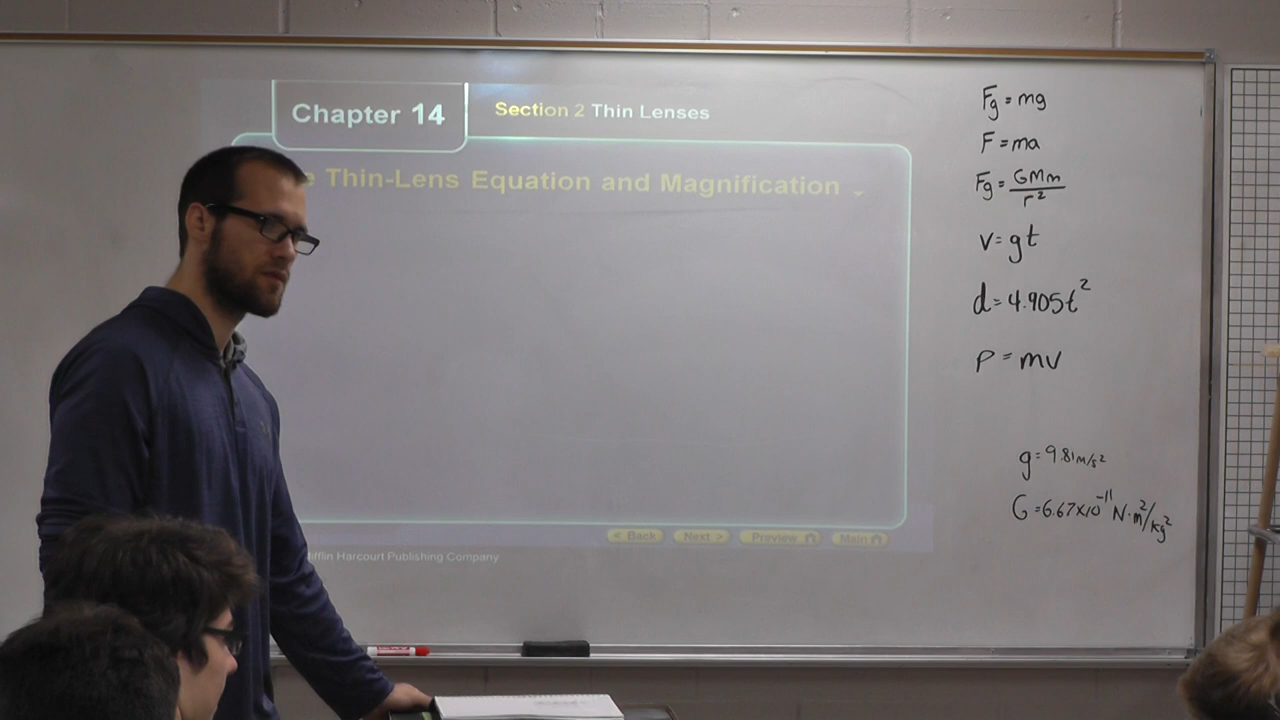 Chapter 14
Section 2 Thin Lenses
Thin-Lens Equation and Magnification
< Back
Next >
Preview
Main
Harcourt Publishing Company
Fg = mg
F = ma
Fg = GMm/r²
v = gt
d = 4.905t²
P = mv
g = 9.81m/s²
G = 6.67x10⁻¹¹ N·m²/kg²